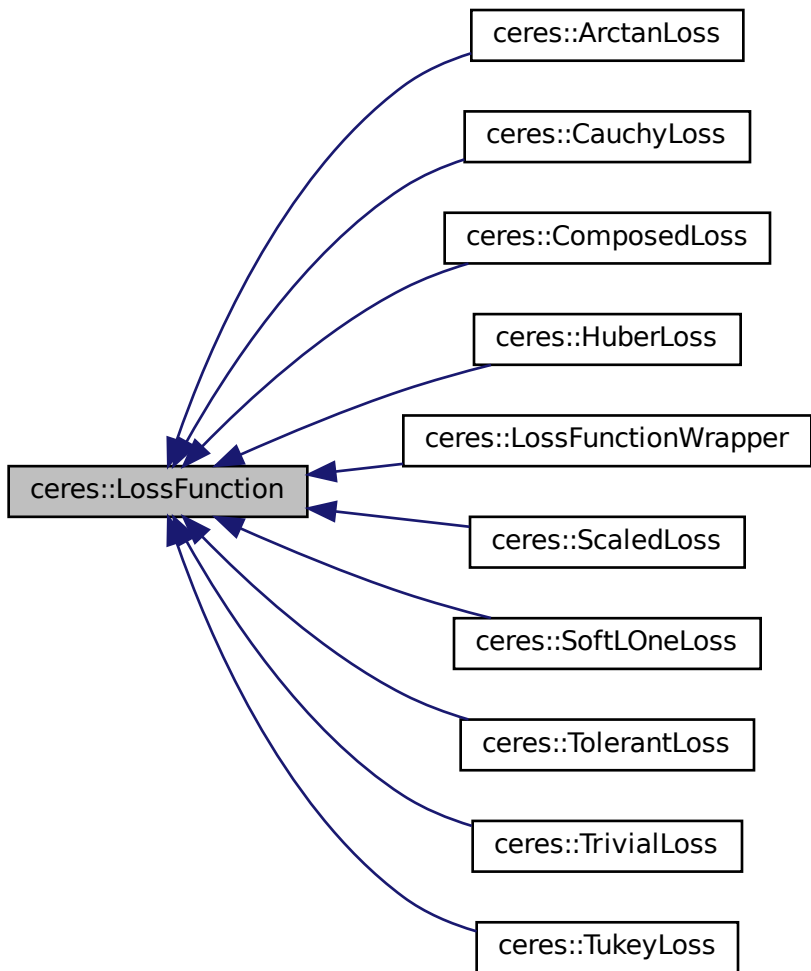 ceres::ArctanLoss
ceres::CauchyLoss
ceres::ComposedLoss
ceres::HuberLoss
ceres::LossFunctionWrapper
ceres::LossFunction
ceres::ScaledLoss
ceres::SoftLOneLoss
ceres::TolerantLoss
ceres::TrivialLoss
ceres::TukeyLoss